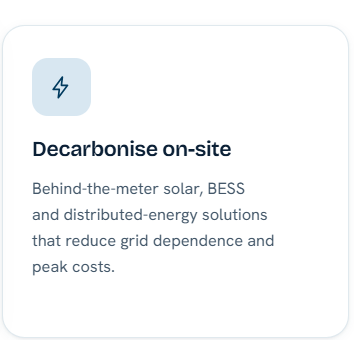 Decarbonise on-site
Behind-the-meter solar, BESS
and distributed-energy solutions
that reduce grid dependence and
peak costs.